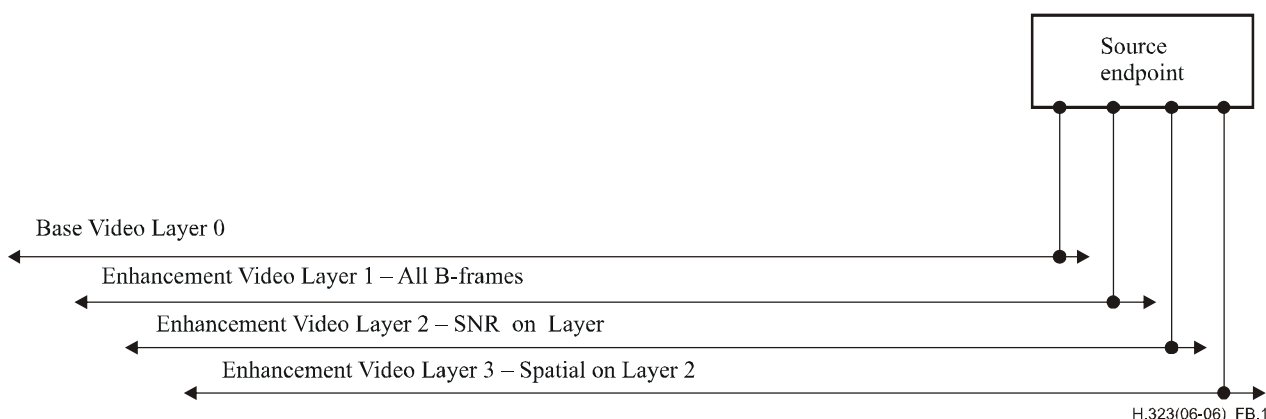 Source
endpoint
Base Video Layer 0
Enhancement Video Layer 1 – All B-frames
Enhancement Video Layer 2 – SNR on Layer
Enhancement Video Layer 3 – Spatial on Layer 2
H.323(06-06)_FB.1